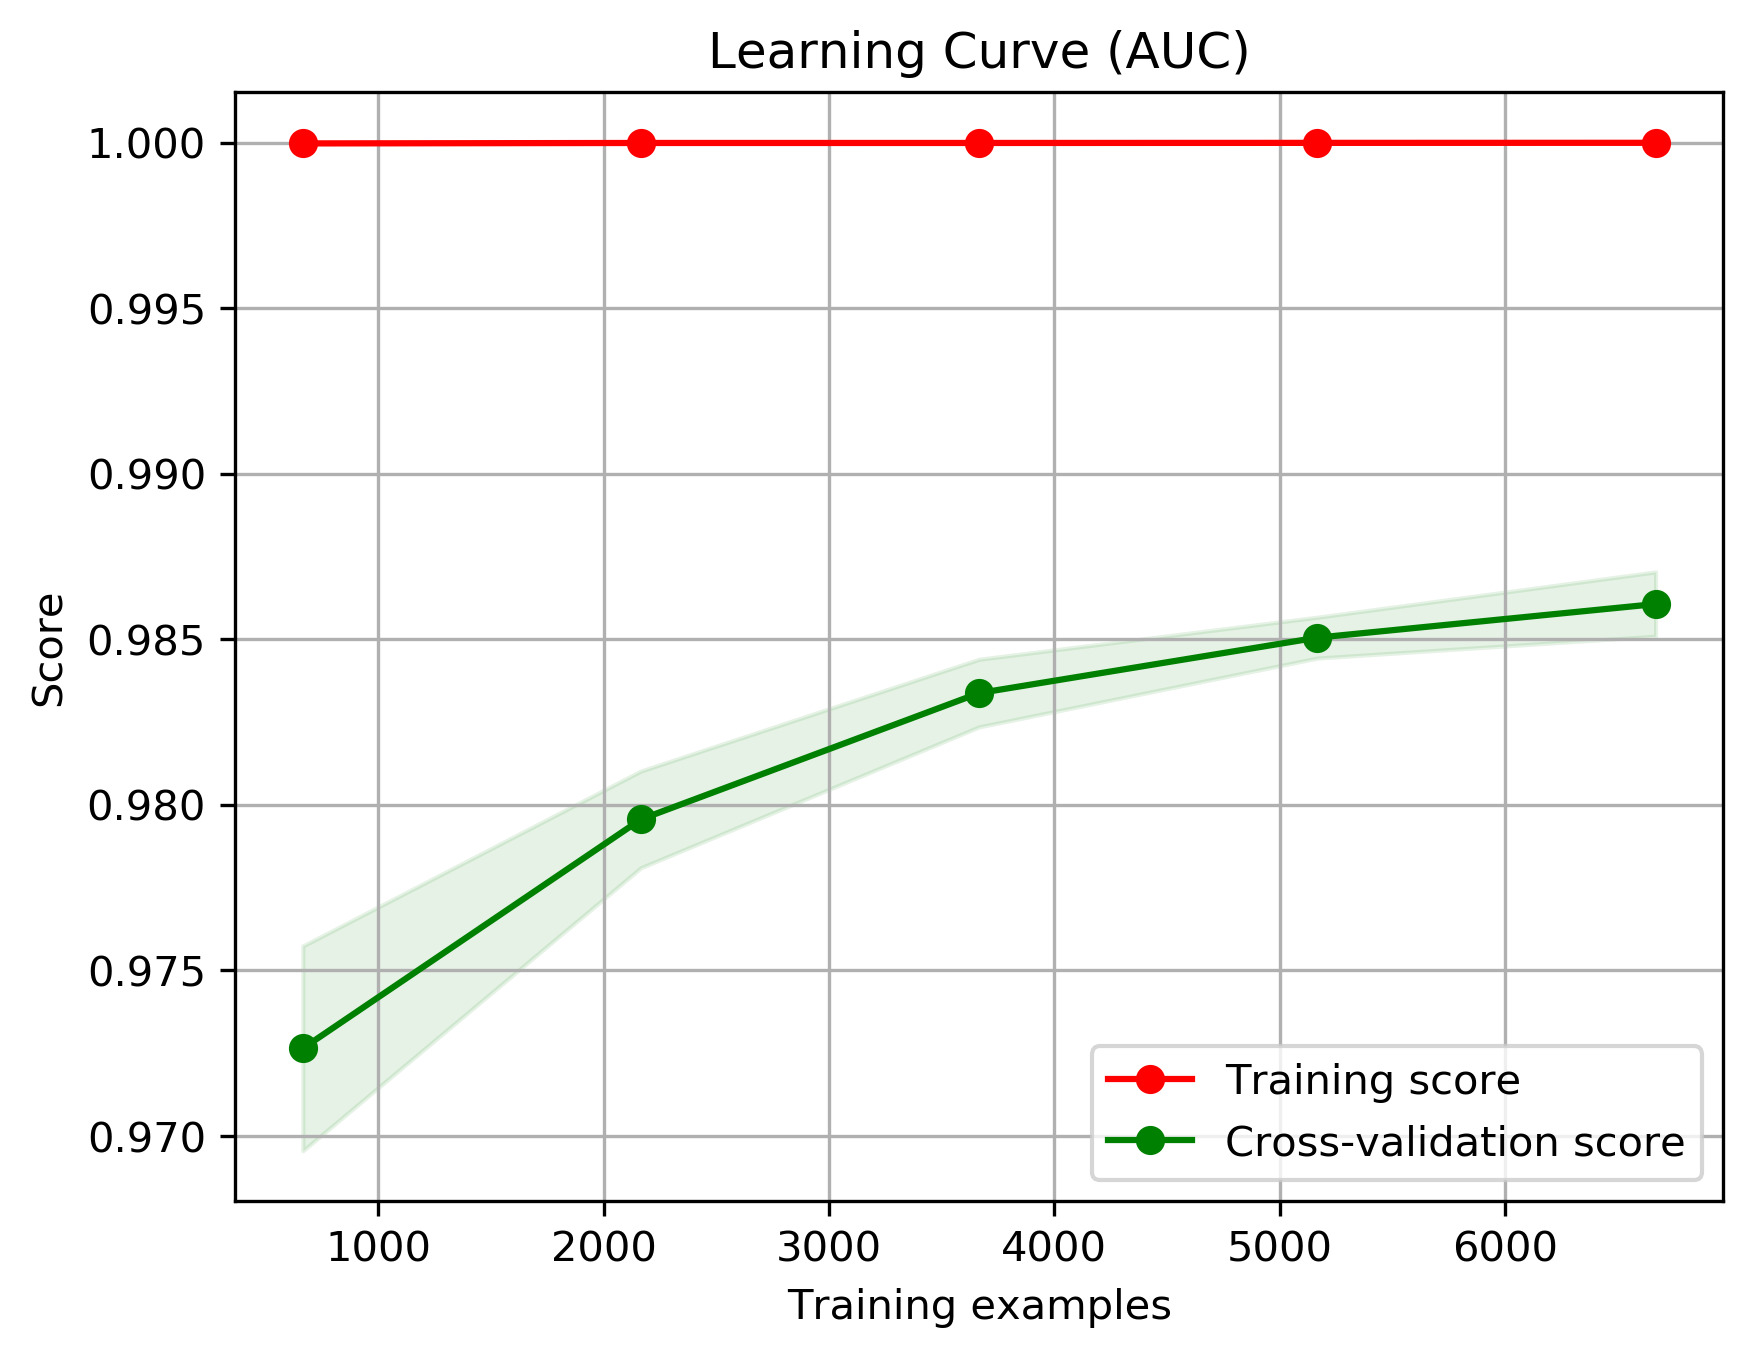 Learning Curve (AUC)
1.000
0.995
0.990
0.985
0.980
0.975
0.970
Score
Training score
Cross-validation score
1000 2000 3000 4000 5000 6000
Training examples